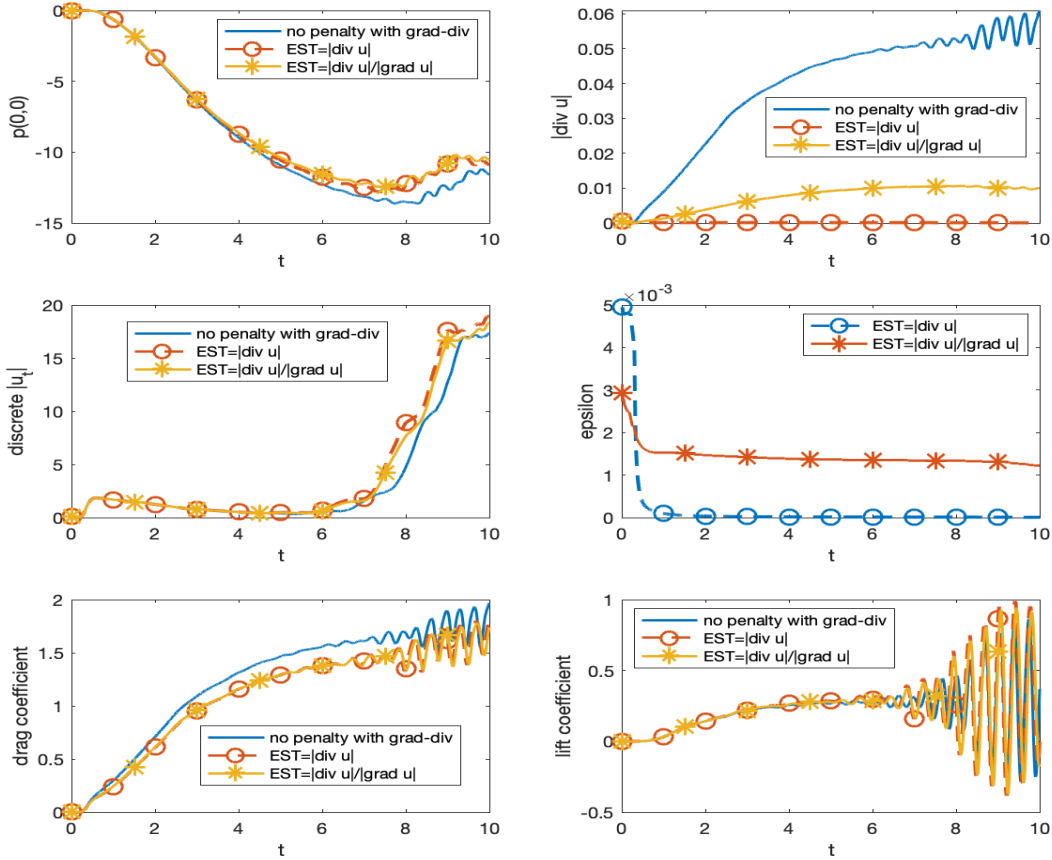 0
-5
-10
-15
p(0,0)
0 2 4 6 8 10
t
no penalty with grad-div
EST=|div u|
EST=|div u|/|grad u|
0.06
0.05
0.04
0.03
0.02
0.01
0
|div u|
0 2 4 6 8 10
t
no penalty with grad-div
EST=|div u|
EST=|div u|/|grad u|
20
15
10
5
0
discrete |u_t|
0 2 4 6 8 10
t
no penalty with grad-div
EST=|div u|
EST=|div u|/|grad u|
×10^-3
5
4
3
2
1
0
epsilon
0 2 4 6 8 10
t
EST=|div u|
EST=|div u|/|grad u|
2
1.5
1
0.5
0
drag coefficient
0 2 4 6 8 10
t
no penalty with grad-div
EST=|div u|
EST=|div u|/|grad u|
1
0.5
0
-0.5
lift coefficient
0 2 4 6 8 10
t
no penalty with grad-div
EST=|div u|
EST=|div u|/|grad u|